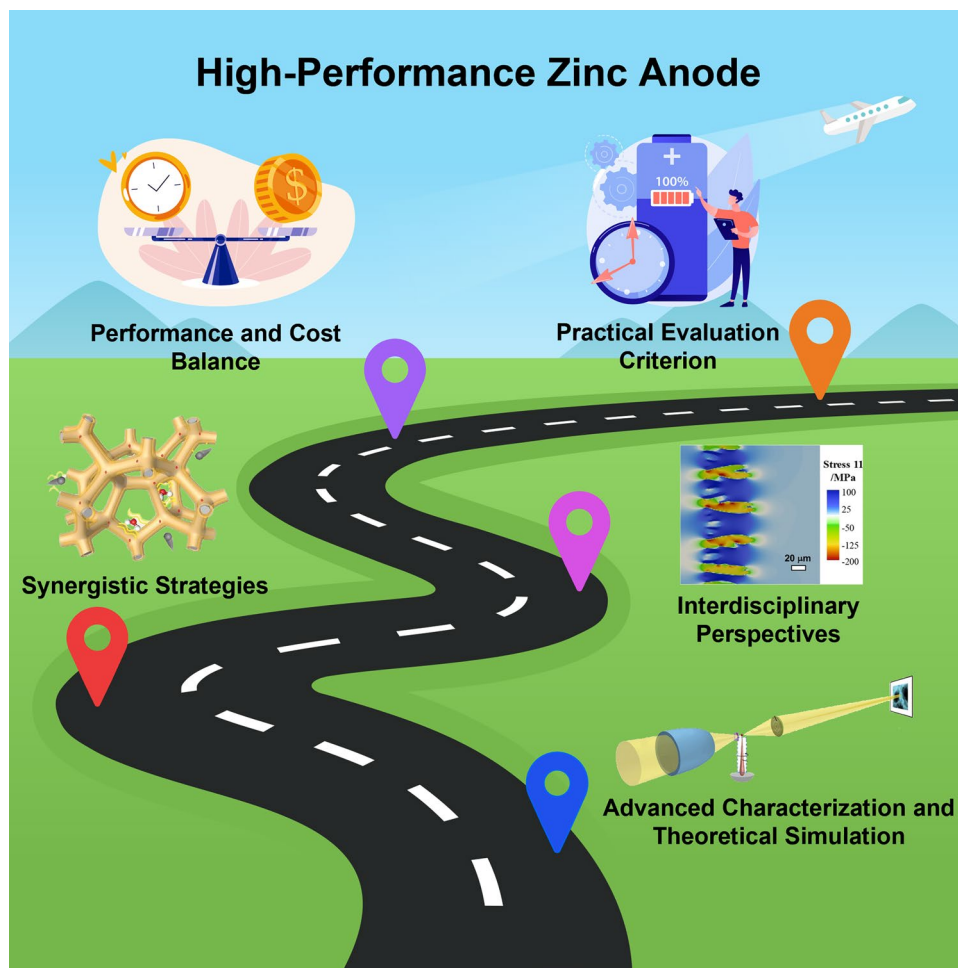 High-Performance Zinc Anode
$
+
100%
Performance and Cost
Balance
Practical Evaluation
Criterion
Synergistic Strategies
Stress 11
/MPa
100
25
-50
-125
-200
20 μm
Interdisciplinary
Perspectives
Advanced Characterization and
Theoretical Simulation